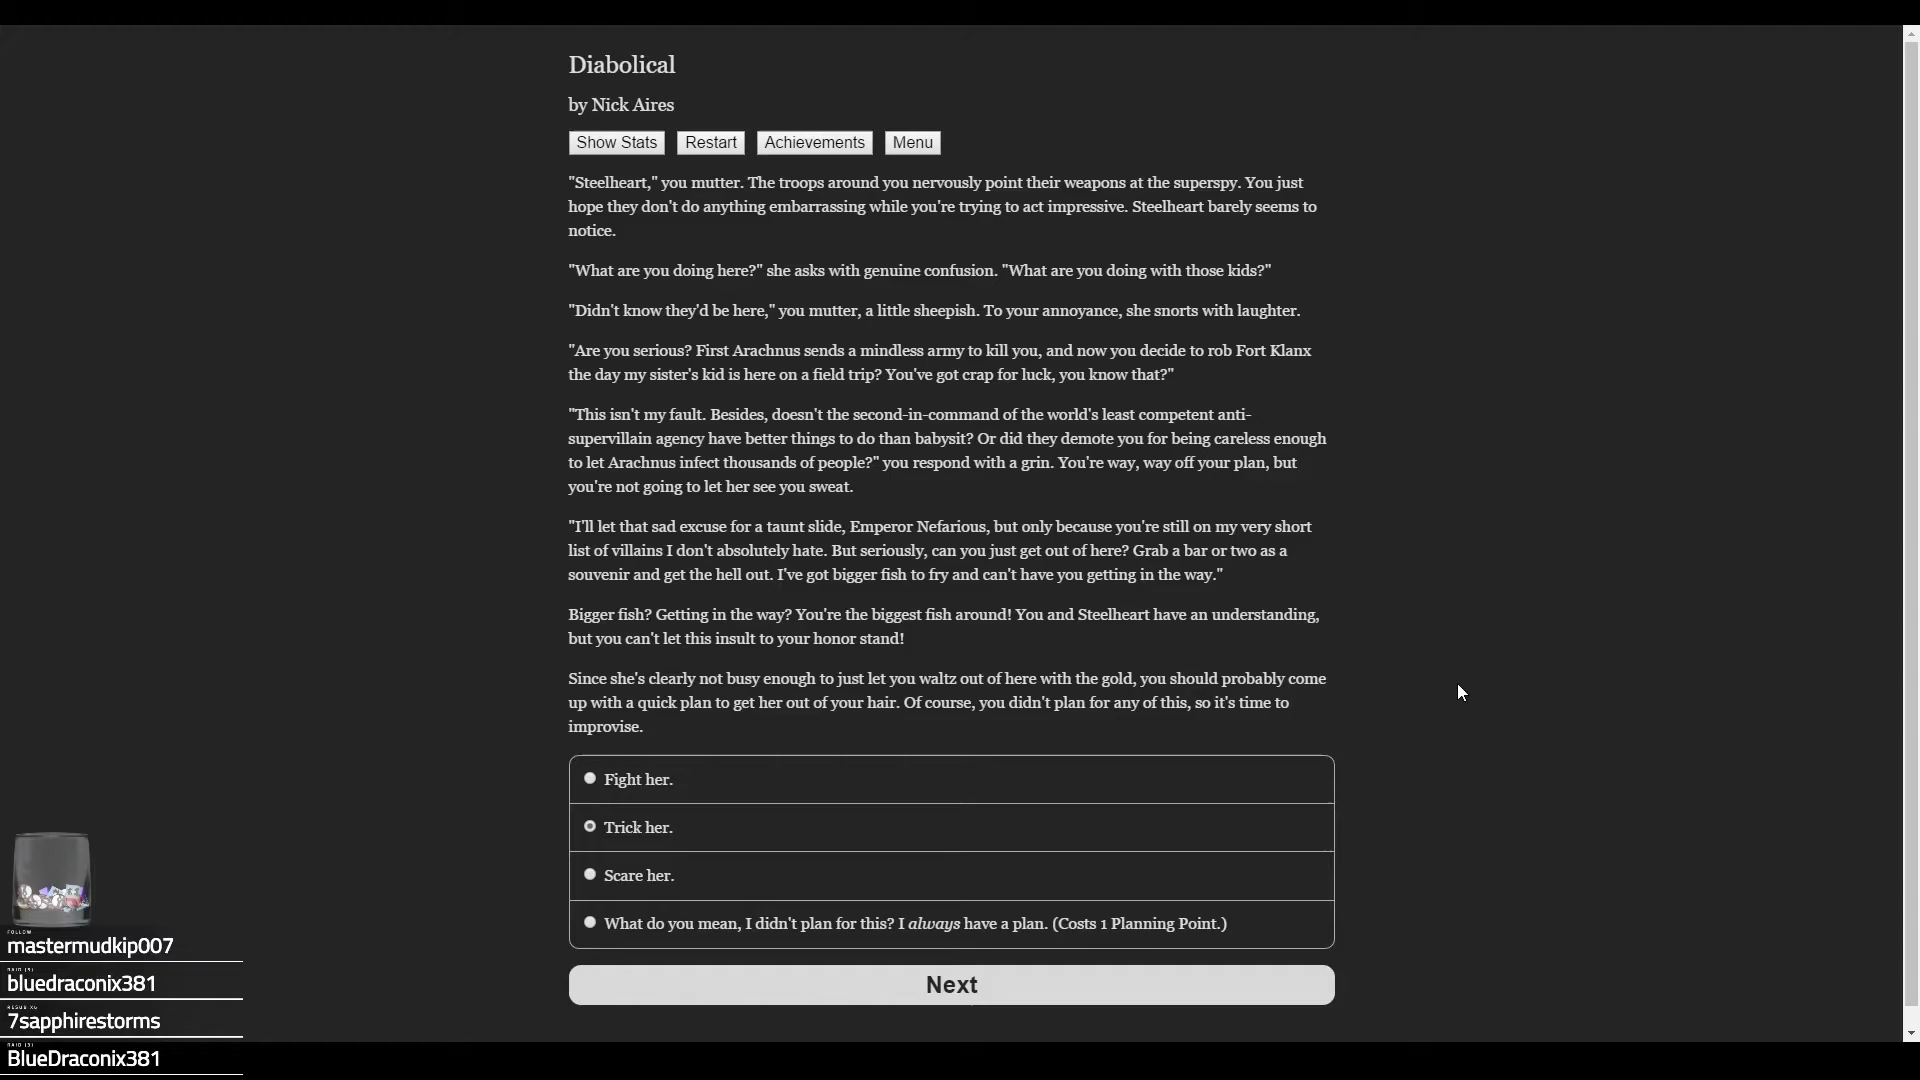 Diabolical
by Nick Aires
Show Stats Restart Achievements Menu
"Steelheart," you mutter. The troops around you nervously point their weapons at the superspy. You just
hope they don't do anything embarrassing while you're trying to act impressive. Steelheart barely seems to
notice.
"What are you doing here?" she asks with genuine confusion. "What are you doing with those kids?"
"Didn't know they'd be here," you mutter, a little sheepish. To your annoyance, she snorts with laughter.
"Are you serious? First Arachnus sends a mindless army to kill you, and now you decide to rob Fort Klanx
the day my sister's kid is here on a field trip? You've got crap for luck, you know that?"
"This isn't my fault. Besides, doesn't the second-in-command of the world's least competent anti-
supervillain agency have better things to do than babysit? Or did they demote you for being careless enough
to let Arachnus infect thousands of people?" you respond with a grin. You're way, way off your plan, but
you're not going to let her see you sweat.
"I'll let that sad excuse for a taunt slide, Emperor Nefarious, but only because you're still on my very short
list of villains I don't absolutely hate. But seriously, can you just get out of here? Grab a bar or two as a
souvenir and get the hell out. I've got bigger fish to fry and can't have you getting in the way."
Bigger fish? Getting in the way? You're the biggest fish around! You and Steelheart have an understanding,
but you can't let this insult to your honor stand!
Since she's clearly not busy enough to just let you waltz out of here with the gold, you should probably come
up with a quick plan to get her out of your hair. Of course, you didn't plan for any of this, so it's time to
improvise.
Fight her.
Trick her.
Scare her.
What do you mean, I didn't plan for this? I always have a plan. (Costs 1 Planning Point.)
Next
FOLLOW
mastermudkip007
RAID (3)
bluedraconix381
RESUB X6
7sapphirestorms
RAID (3)
BlueDraconix381